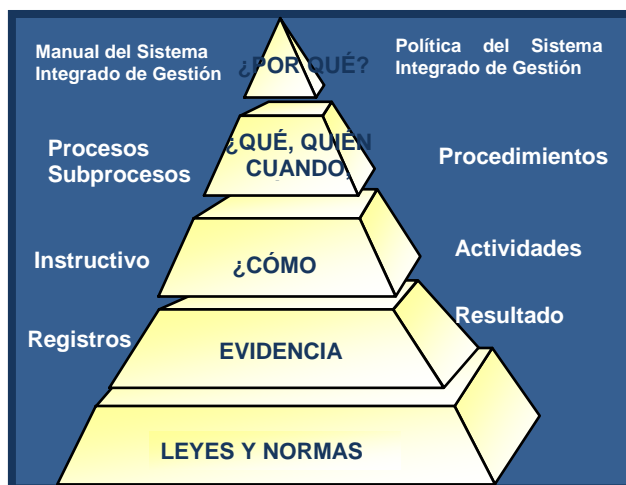 Manual del Sistema
Integrado de Gestión
¿POR QUÉ?
Política del Sistema
Integrado de Gestión
Procesos
Subprocesos
¿QUÉ, QUIÉN
CUANDO,
Procedimientos
Instructivo
¿CÓMO
Actividades
Registros
EVIDENCIA
Resultado
LEYES Y NORMAS